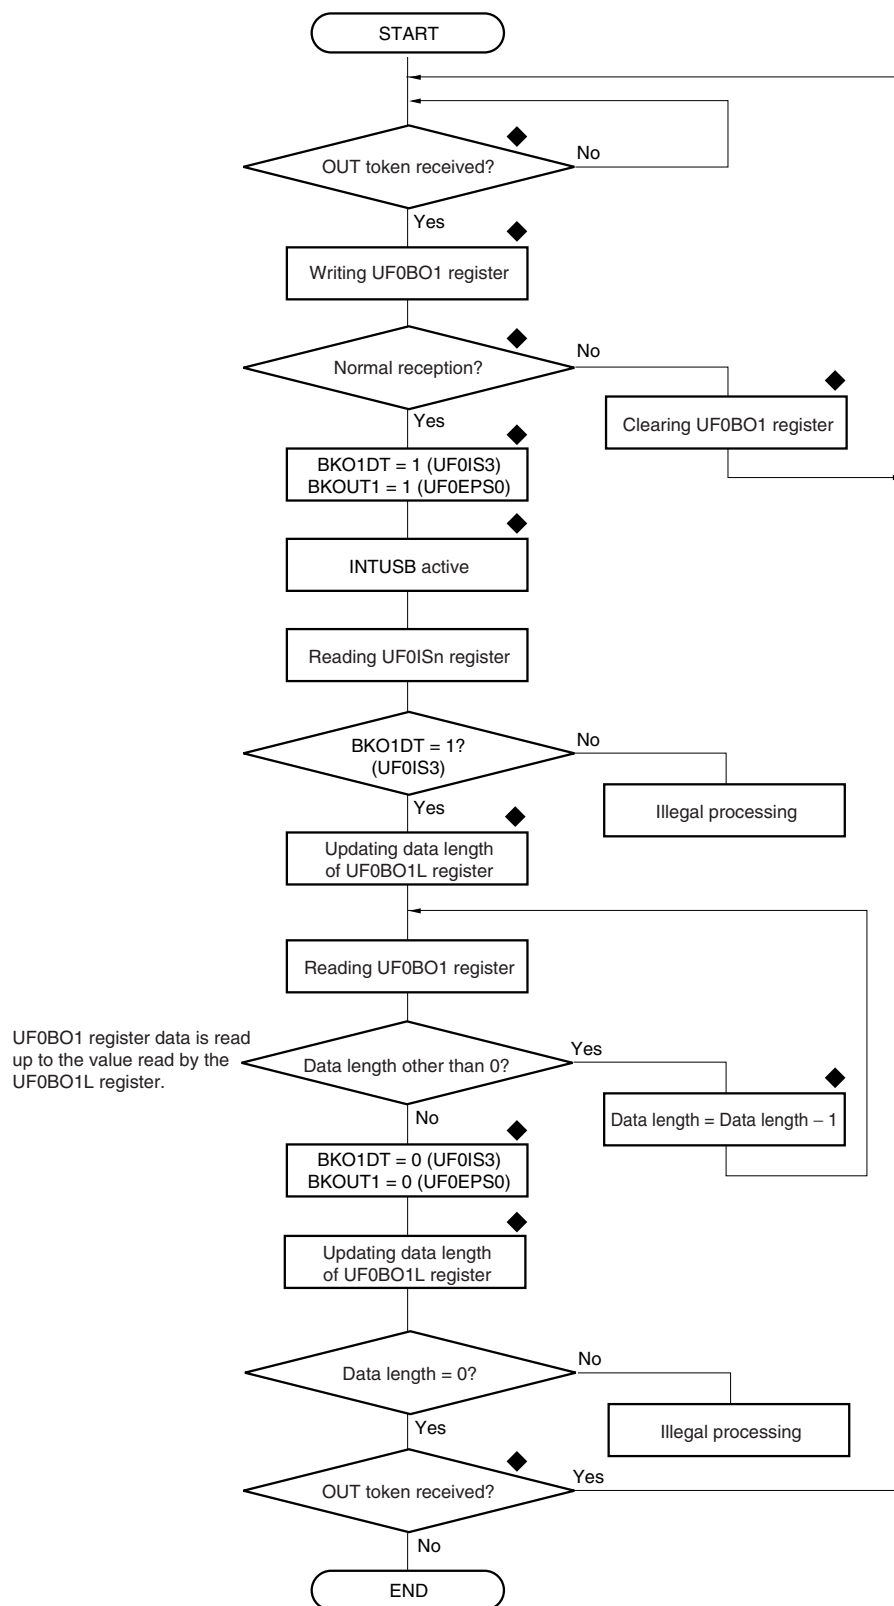 START
OUT token received?
No
Yes
Writing UF0BO1 register
Normal reception?
No
Yes
Clearing UF0BO1 register
BKO1DT = 1 (UF0IS3)
BKOUT1 = 1 (UF0EPS0)
INTUSB active
Reading UF0ISn register
BKO1DT = 1?
(UF0IS3)
No
Yes
Illegal processing
Updating data length
of UF0BO1L register
Reading UF0BO1 register
UF0BO1 register data is read
up to the value read by the
UF0BO1L register.
Data length other than 0?
Yes
No
Data length = Data length − 1
BKO1DT = 0 (UF0IS3)
BKOUT1 = 0 (UF0EPS0)
Updating data length
of UF0BO1L register
Data length = 0?
No
Yes
Illegal processing
OUT token received?
Yes
No
END